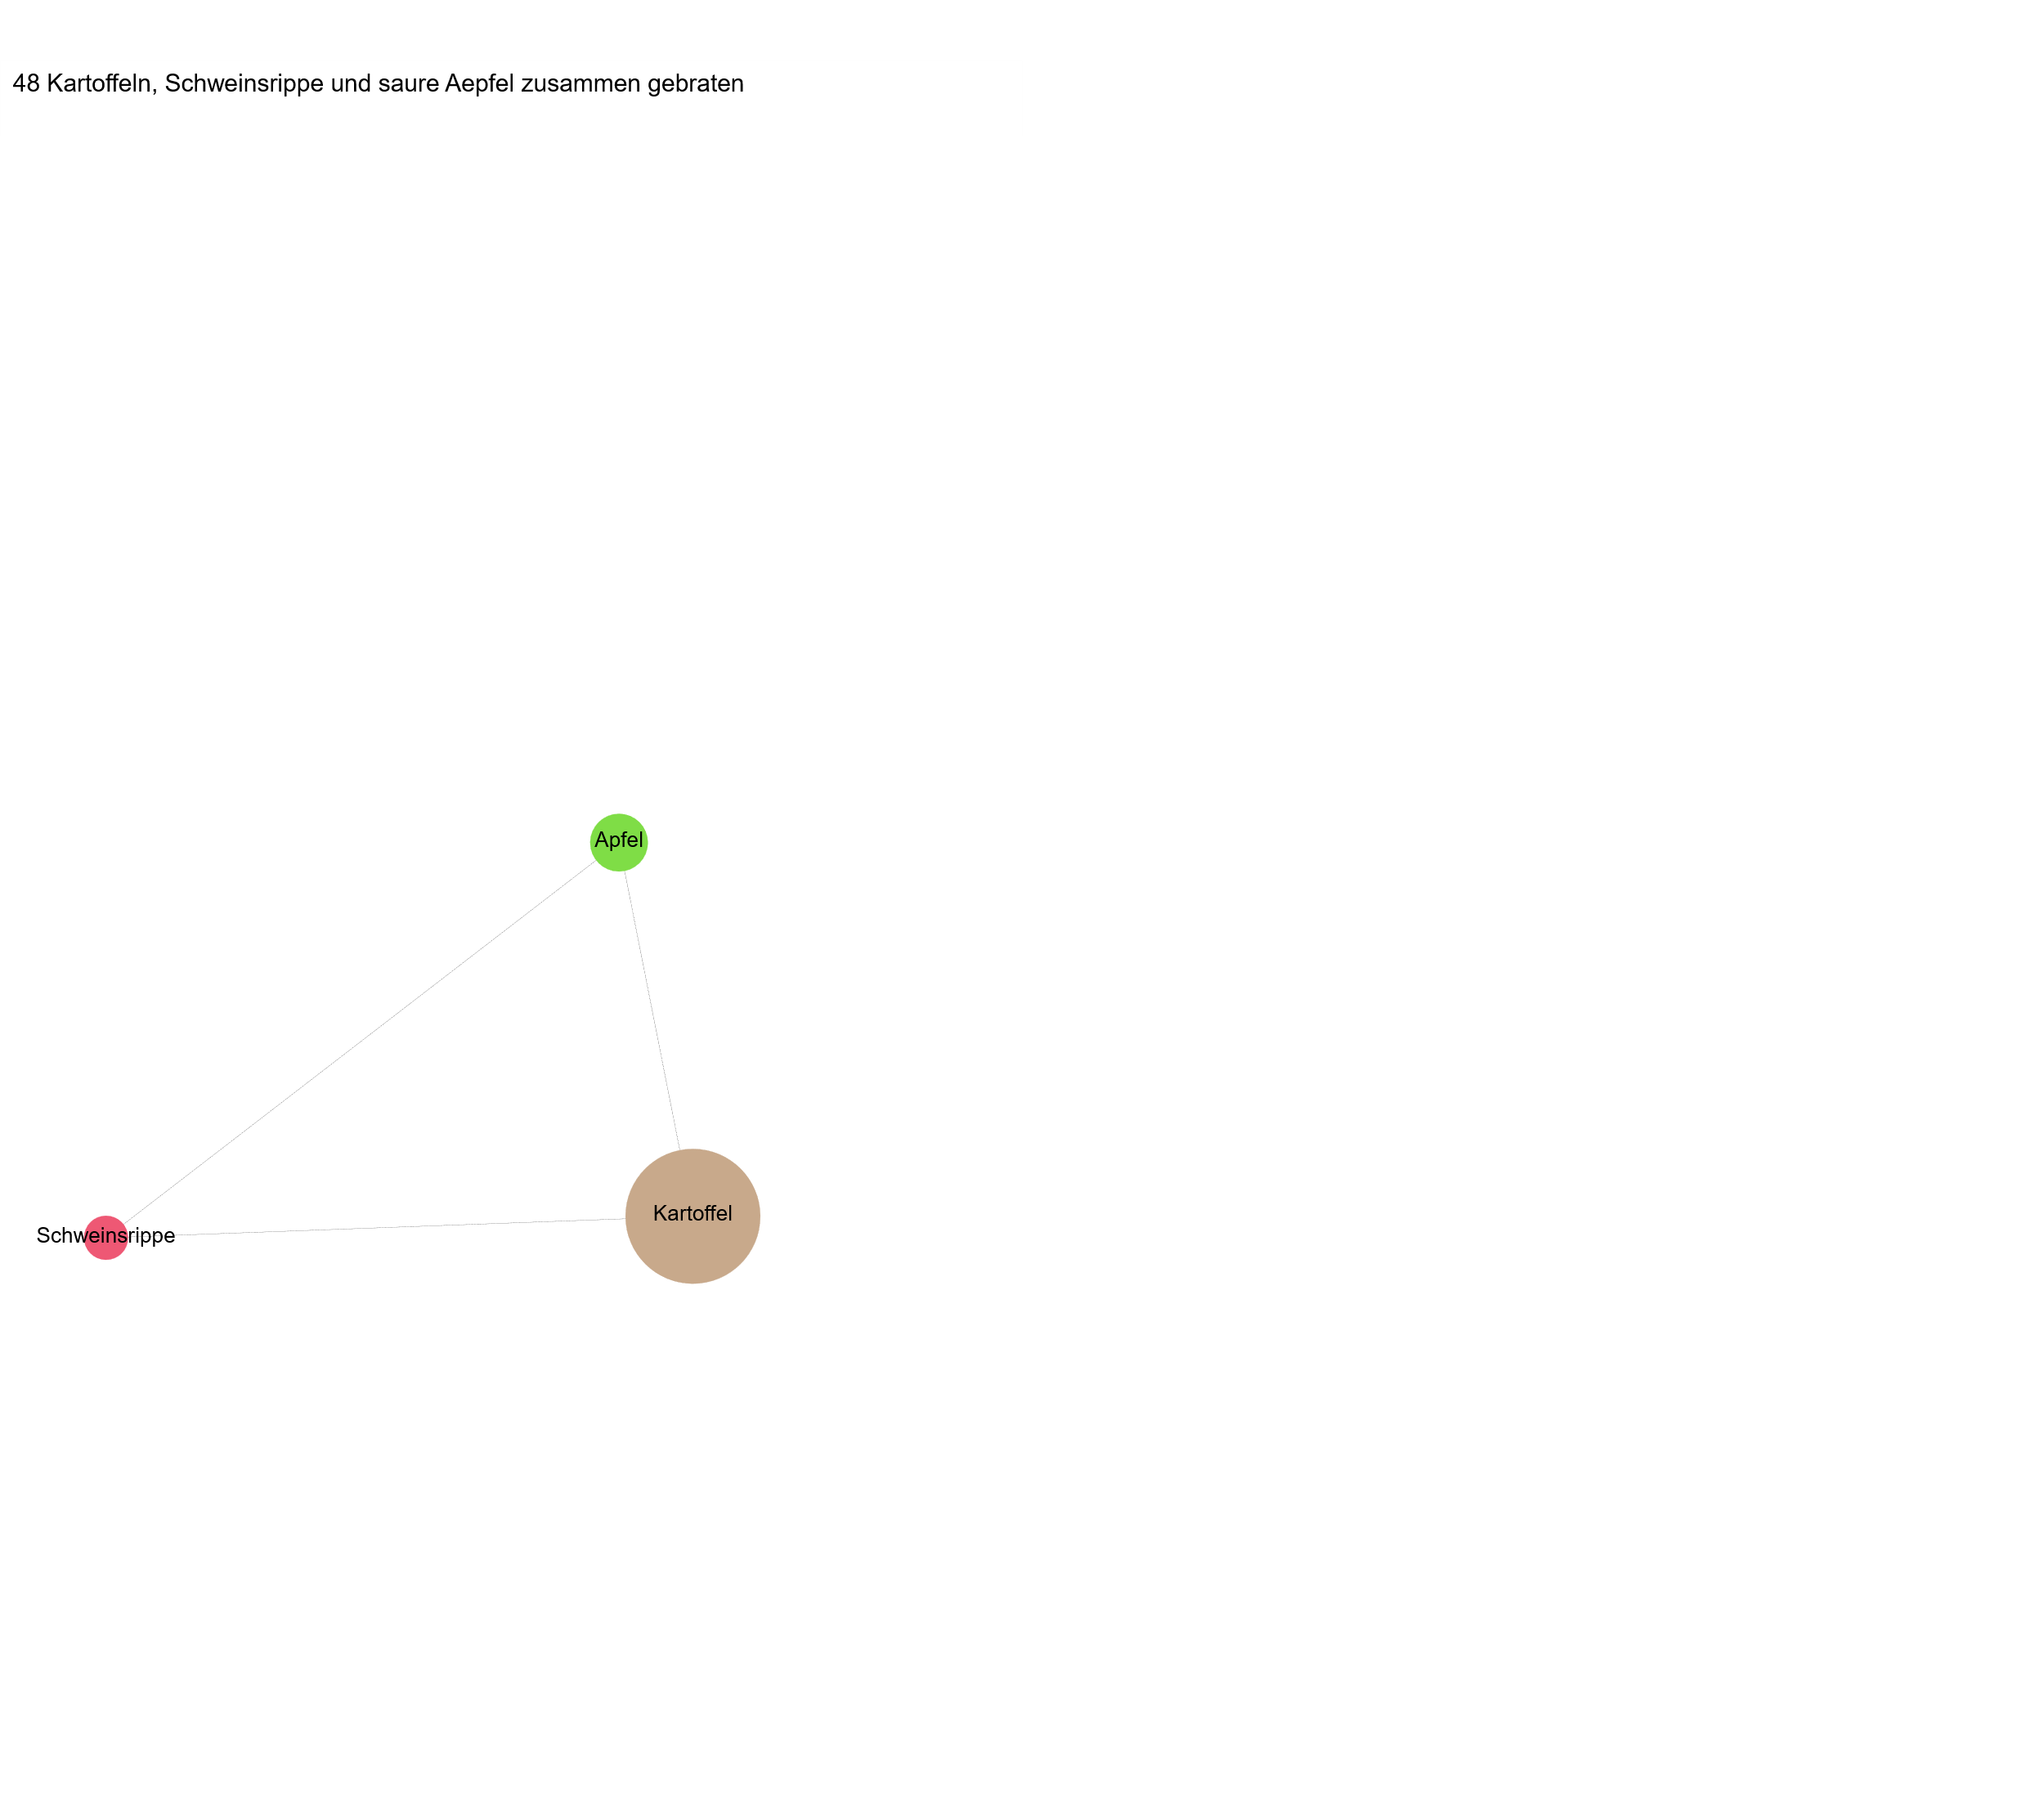 48 Kartoffeln, Schweinsrippe und saure Aepfel zusammen gebraten
Apfel
Kartoffel
Schweinsrippe